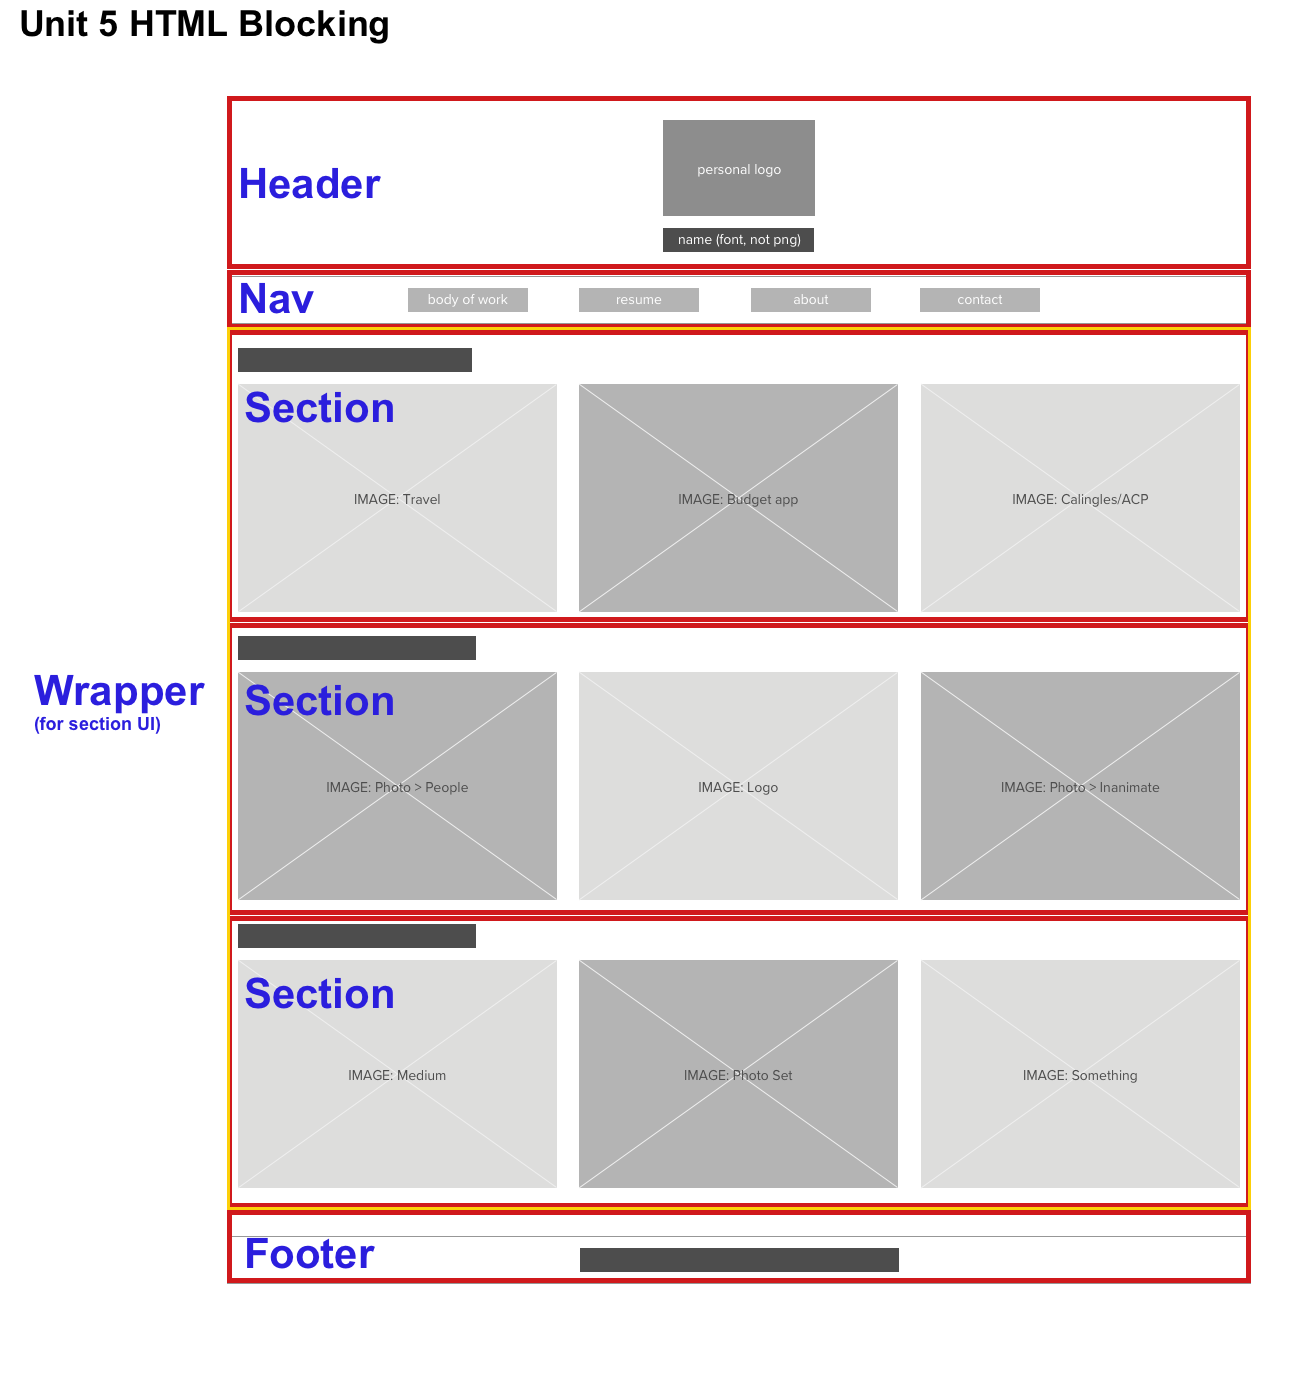 Unit 5 HTML Blocking
personal logo
Header
name (font, not png)
Nav
body of work
resume
about
contact
Section
IMAGE: Travel
IMAGE: Budget app
IMAGE: Calingles/ACP
Wrapper
(for section UI)
Section
IMAGE: Photo > People
IMAGE: Logo
IMAGE: Photo > Inanimate
Section
IMAGE: Medium
IMAGE: Photo Set
IMAGE: Something
Footer